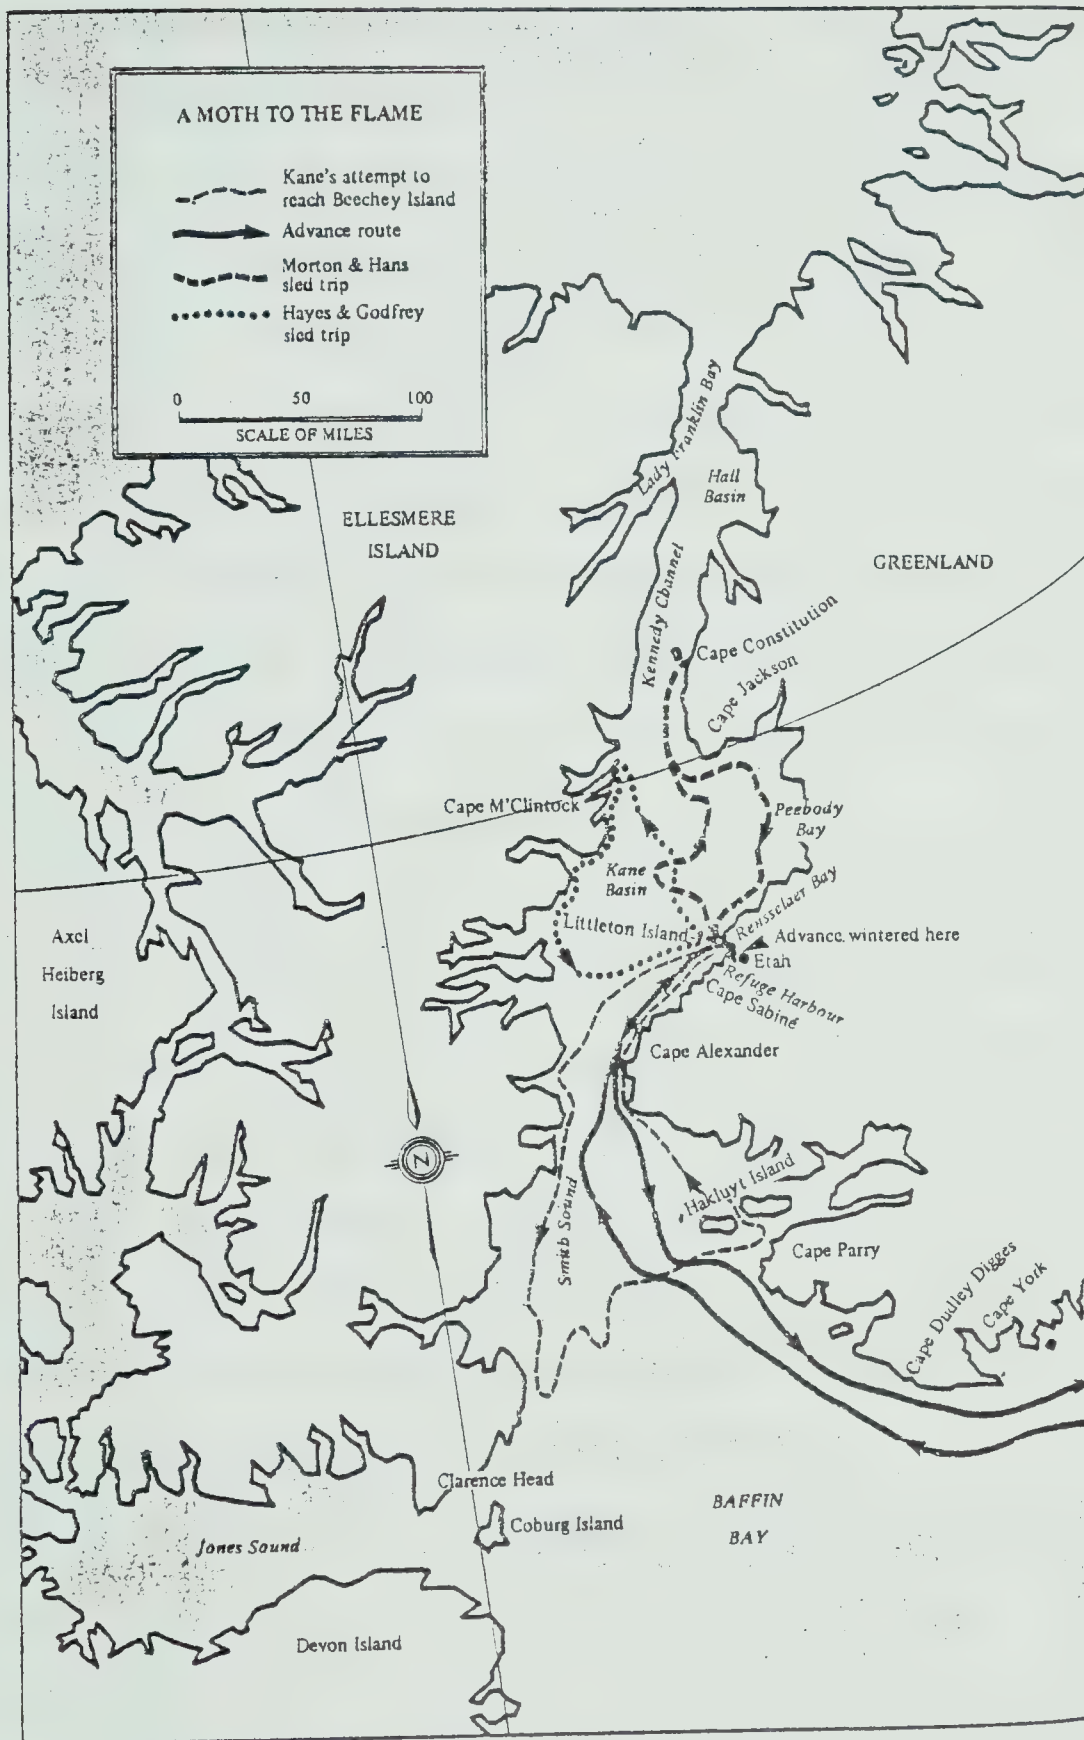 A MOTH TO THE FLAME
Kane's attempt to
reach Beechey Island
Advance route
Morton & Hans
sled trip
Hayes & Godfrey
sled trip
0 50 100
SCALE OF MILES
Lady Franklin Bay
Hall
Basin
ELLESMERE
ISLAND
GREENLAND
Kennedy Channel
Cape Constitution
Cape Jackson
Cape M'Clintock
Peebody
Bay
Kane
Basin
Rensselaer Bay
Littleton Island
Advance wintered here
Etah
Refuge Harbour
Cape Sabine
Axel
Heiberg
Island
Cape Alexander
N
Hakluyt Island
Smith Sound
Cape Parry
Cape Dudley Digges
Cape York
Clarence Head
Coburg Island
BAFFIN
BAY
Jones Sound
Devon Island